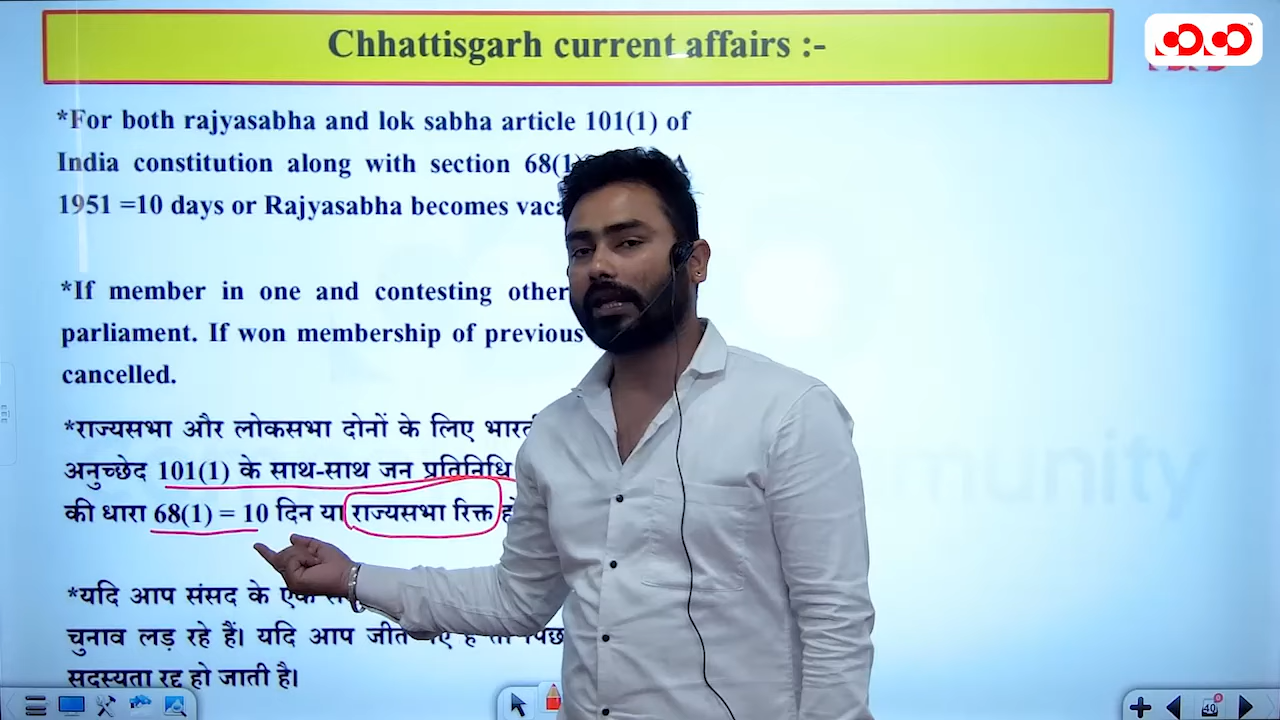 Chhattisgarh current affairs :-
*For both rajyasabha and lok sabha article 101(1) of
India constitution along with section 68(1)
1951 =10 days or Rajyasabha becomes
*If member in one and contesting other
parliament. If won membership of previous
cancelled.
*राज्यसभा और लोकसभा दोनों के लिए
अनुच्छेद 101(1) के साथ-साथ जन प्रतिनिधि
की धारा 68(1) = 10 दिन या राज्यसभा रिक्त
*यदि आप संसद के एक
चुनाव लड़ रहे हैं। यदि आप जीत
सदस्यता रद्द हो जाती है।
40